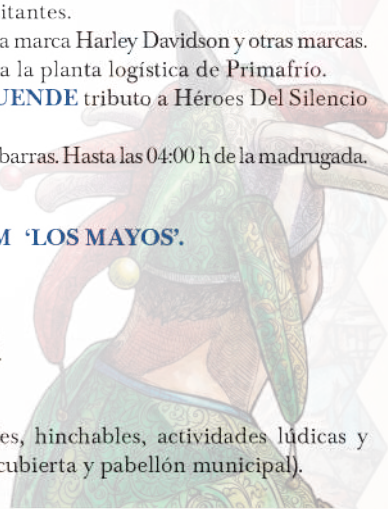 itantes.
a marca Harley Davidson y otras marcas.
a la planta logística de Primafrío.
UENDE tributo a Héroes Del Silencio
barras. Hasta las 04:00 h de la madrugada.
M ‘LOS MAYOS’.
.
es, hinchables, actividades lúdicas y
cubierta y pabellón municipal).